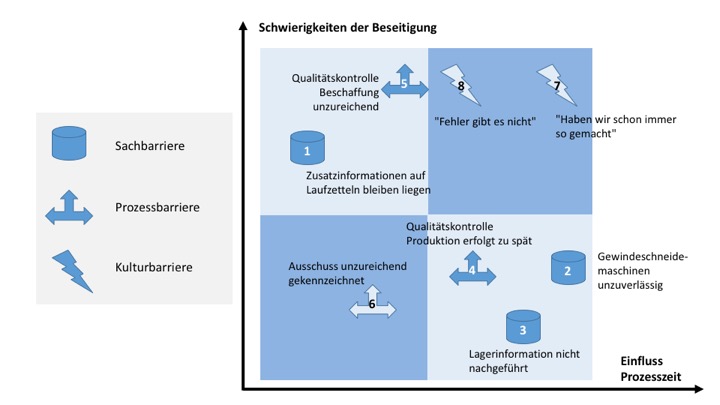 Schwierigkeiten der Beseitigung
Qualitätskontrolle
Beschaffung
unzureichend
5
8
7
"Fehler gibt es nicht"
"Haben wir schon immer
so gemacht"
1
Zusatzinformationen auf
Laufzetteln bleiben liegen
Sachbarriere
Prozessbarriere
Kulturbarriere
Qualitätskontrolle
Produktion erfolgt zu spät
4
2
Gewindeschneide-
maschinen
unzuverlässig
Ausschuss unzureichend
gekennzeichnet
6
3
Lagerinformation nicht
nachgeführt
Einfluss
Prozesszeit